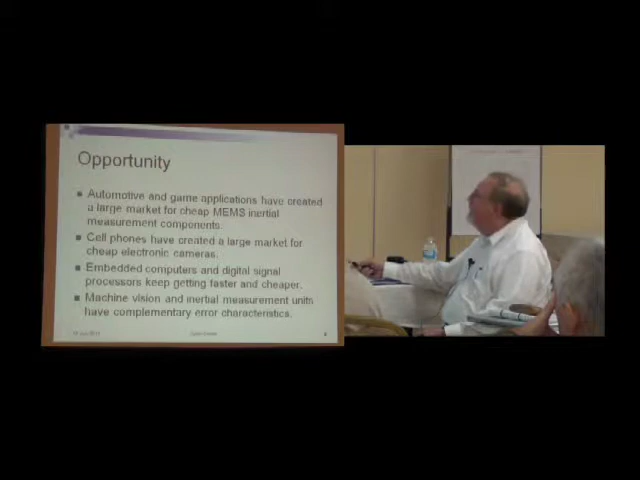 Opportunity
Automotive and game applications have created
a large market for cheap MEMS inertial
measurement components.
Cell phones have created a large market for
cheap electronic cameras.
Embedded computers and digital signal
processors keep getting faster and cheaper.
Machine vision and inertial measurement units
have complementary error characteristics.